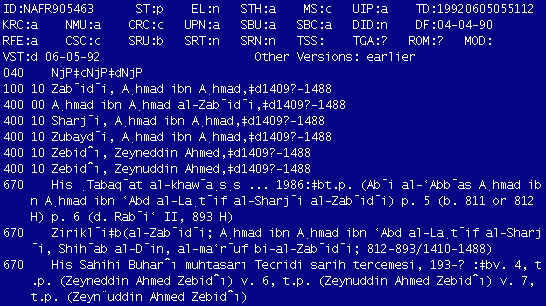 ID:NAFR905463 ST:p EL:n STH:a MS:c UIP:a TD:19920605055112
KRC:a NMU:a CRC:c UPN:a SBU:a SBC:a DID:n DF:04-04-90
RFE:a CSC:c SRU:b SRT:n SRN:n TSS: TGA:? ROM:? MOD:
VST:d 06-05-92 Other Versions: earlier
040 NjP‡cNjP‡dNjP
100 10 Zab¯id¯i, A.hmad ibn A.hmad,‡d1409?-1488
400 00 A.hmad ibn A.hmad al-Zab¯id¯i,‡d1409?-1488
400 10 Sharj¯i, A.hmad ibn A.hmad,‡d1409?-1488
400 10 Zubayd¯i, A.hmad ibn A.hmad,‡d1409?-1488
400 10 Zebid^ı, Zeyneddin Ahmed,‡d1409?-1488
400 10 Zebid^ı, Zeynuddin Ahmed,‡d1409?-1488
670 His .Tabaq¯at al-khaw¯a.s.s ... 1986:‡bt.p. (Ab¯i al-ʻAbb¯as A.hmad ib
n A.hmad ibn ʻAbd al-La.t¯if al-Sharj¯i al-Zab¯id¯i) p. 5 (b. 811 or 812
H) p. 6 (d. Rab¯iʻ II, 893 H)
670 Zirikl¯i‡b(al-Zab¯id¯i; A.hmad ibn A.hmad ibn ʻAbd al-La.t¯if al-Sharj
¯i, Shih¯ab al-D¯in, al-maʻr¯uf bi-al-Zab¯id¯i; 812-893/1410-1488)
670 His Sahihi Buhar^ı muhtasarı Tecridi sarih tercemesi, 193-? :‡bv. 4, t
.p. (Zeyneddin Ahmed Zebid^ı) v. 6, t.p. (Zeynuddin Ahmed Zebid^ı) v. 7,
t.p. (Zeyn¨uddin Ahmed Zebid^ı)